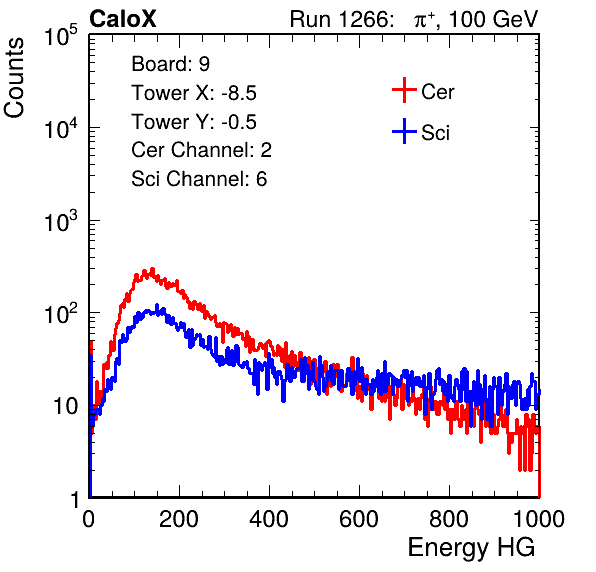 CaloX Run 1266: π⁺, 100 GeV
Counts
Board: 9
Tower X: -8.5
Tower Y: -0.5
Cer Channel: 2
Sci Channel: 6
Cer
Sci
10⁵
10⁴
10³
10²
10
1
0 200 400 600 800 1000
Energy HG